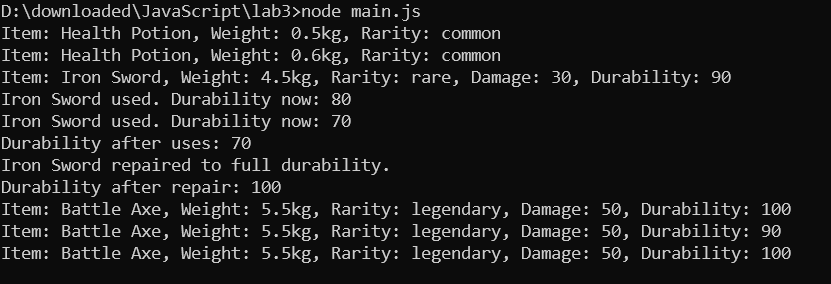 D:\downloaded\JavaScript\lab3>node main.js
Item: Health Potion, Weight: 0.5kg, Rarity: common
Item: Health Potion, Weight: 0.6kg, Rarity: common
Item: Iron Sword, Weight: 4.5kg, Rarity: rare, Damage: 30, Durability: 90
Iron Sword used. Durability now: 80
Iron Sword used. Durability now: 70
Durability after uses: 70
Iron Sword repaired to full durability.
Durability after repair: 100
Item: Battle Axe, Weight: 5.5kg, Rarity: legendary, Damage: 50, Durability: 100
Item: Battle Axe, Weight: 5.5kg, Rarity: legendary, Damage: 50, Durability: 90
Item: Battle Axe, Weight: 5.5kg, Rarity: legendary, Damage: 50, Durability: 100